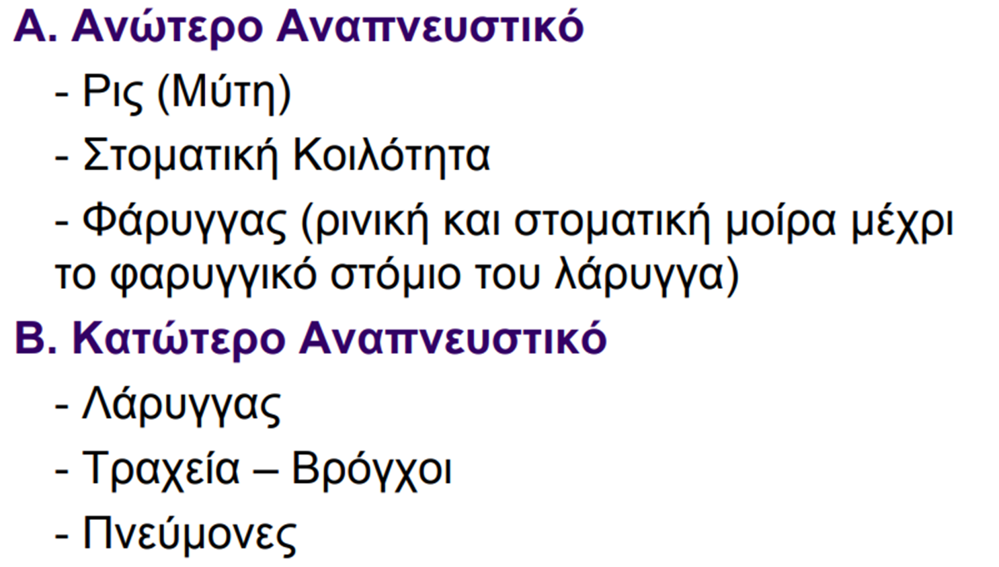 Α. Ανώτερο Αναπνευστικό
- Ρις (Μύτη)
- Στοματική Κοιλότητα
- Φάρυγγας (ρινική και στοματική μοίρα μέχρι
το φαρυγγικό στόμιο του λάρυγγα)
Β. Κατώτερο Αναπνευστικό
- Λάρυγγας
- Τραχεία – Βρόγχοι
- Πνεύμονες